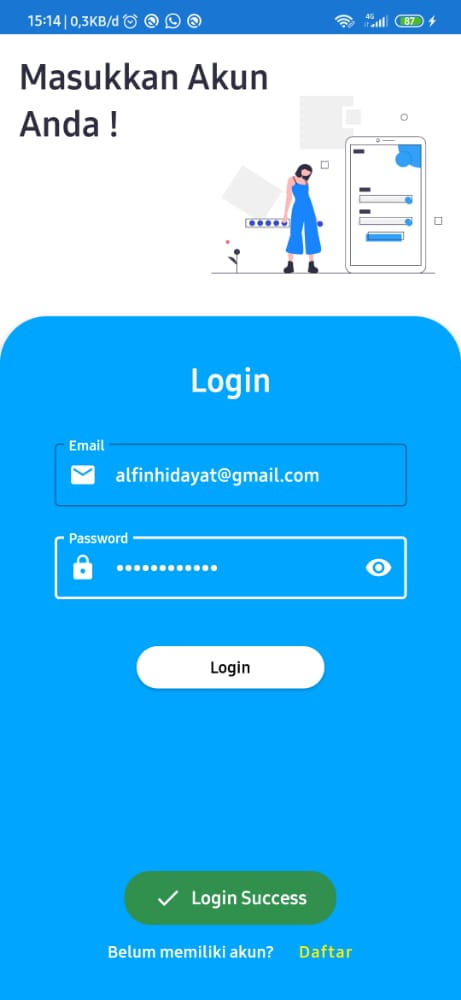 15:14 | 0,3KB/d
4G
87
Masukkan Akun
Anda !
Login
Email
alfinhidayat@gmail.com
Password
••••••••••••
Login
Login Success
Belum memiliki akun? Daftar